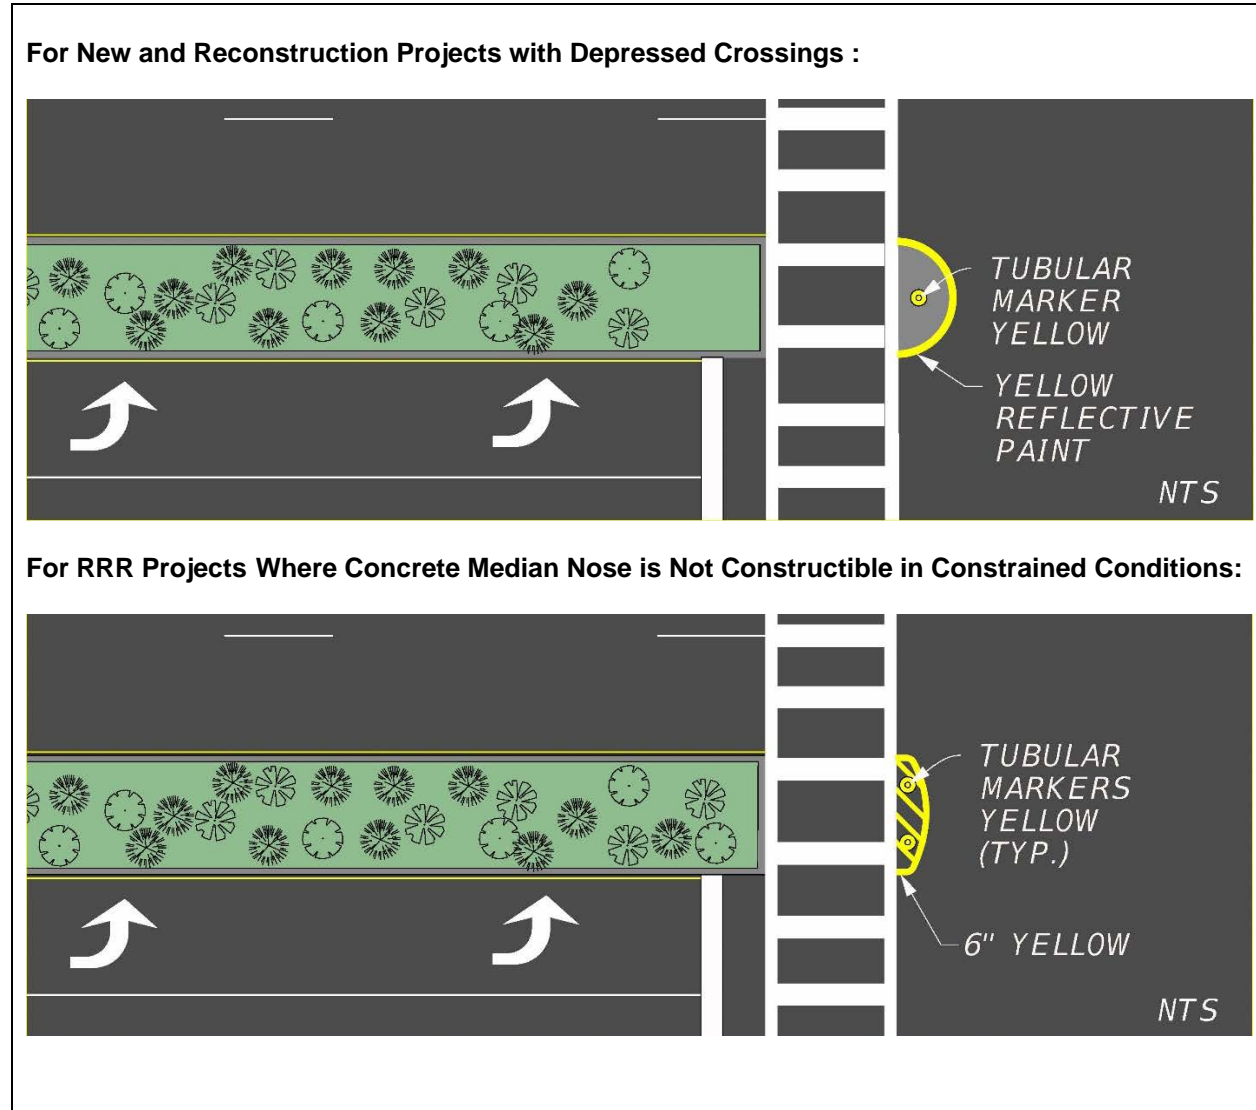 For New and Reconstruction Projects with Depressed Crossings :
TUBULAR
MARKER
YELLOW
YELLOW
REFLECTIVE
PAINT
NTS
For RRR Projects Where Concrete Median Nose is Not Constructible in Constrained Conditions:
TUBULAR
MARKERS
YELLOW
(TYP.)
6" YELLOW
NTS